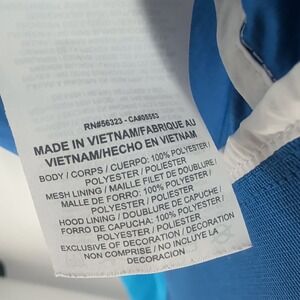 RN#56323 - CA#05553
MADE IN VIETNAM/FABRIQUE AU
VIETNAM/HECHO EN VIETNAM
BODY / CORPS / CUERPO: 100% POLYESTER /
POLYESTER / POLIESTER
MESH LINING / MAILLE FILET DE DOUBLURE /
MALLE DE FORRO: 100% POLYESTER /
POLYESTER / POLIESTER
HOOD LINING / DOUBLURE DE CAPUCHE /
FORRO DE CAPUCHA: 100% POLYESTER /
POLYESTER / POLIESTER
EXCLUSIVE OF DECORATION / DECORATION
NON COMPRISE / NO INCLUYE LA
DECORACION